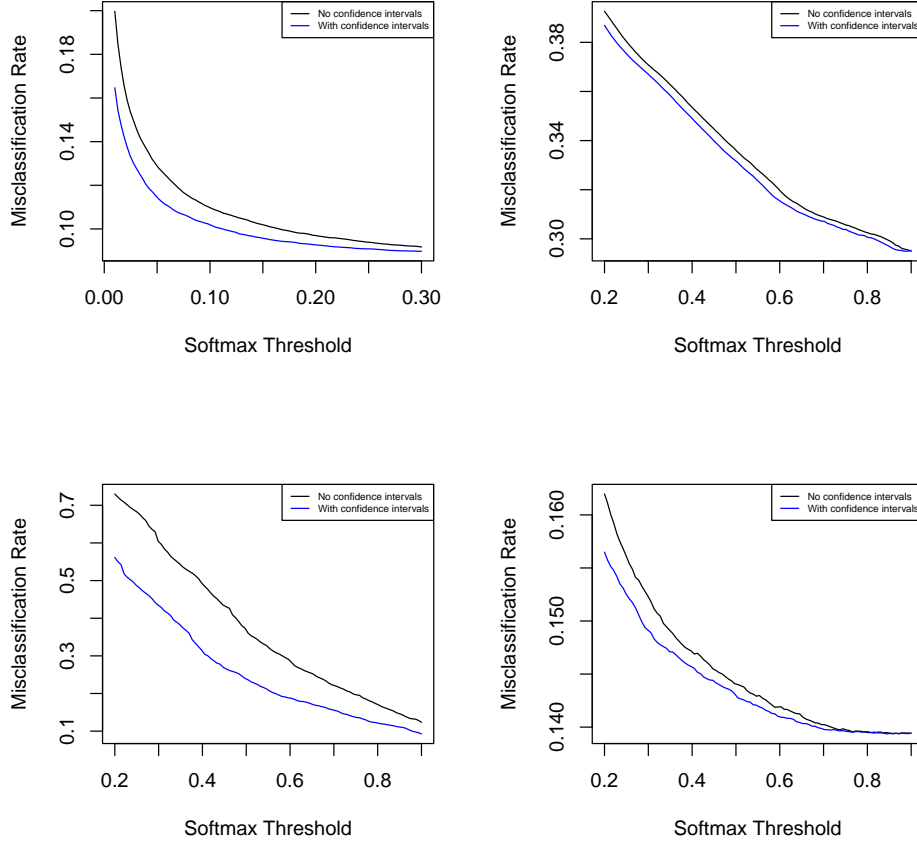 No confidence intervals
With confidence intervals
Misclassification Rate
0.18
0.14
0.10
0.00 0.10 0.20 0.30
Softmax Threshold
No confidence intervals
With confidence intervals
Misclassification Rate
0.38
0.34
0.30
0.2 0.4 0.6 0.8
Softmax Threshold
No confidence intervals
With confidence intervals
Misclassification Rate
0.7
0.5
0.3
0.1
0.2 0.4 0.6 0.8
Softmax Threshold
No confidence intervals
With confidence intervals
Misclassification Rate
0.160
0.150
0.140
0.2 0.4 0.6 0.8
Softmax Threshold